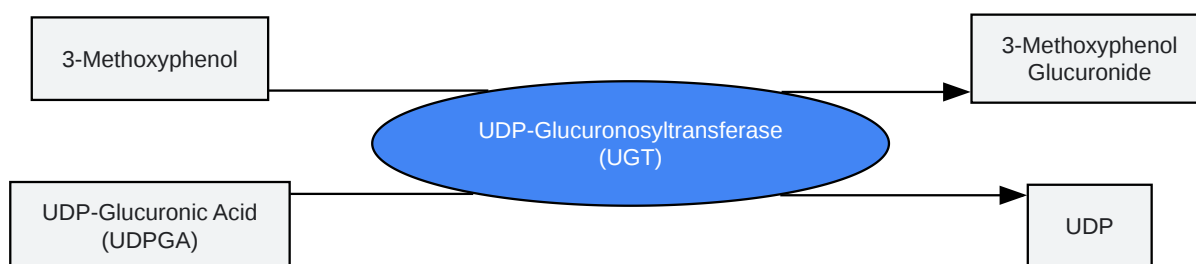 3-Methoxyphenol
3-Methoxyphenol
Glucuronide
UDP-Glucuronosyltransferase
(UGT)
UDP-Glucuronic Acid
(UDPGA)
UDP